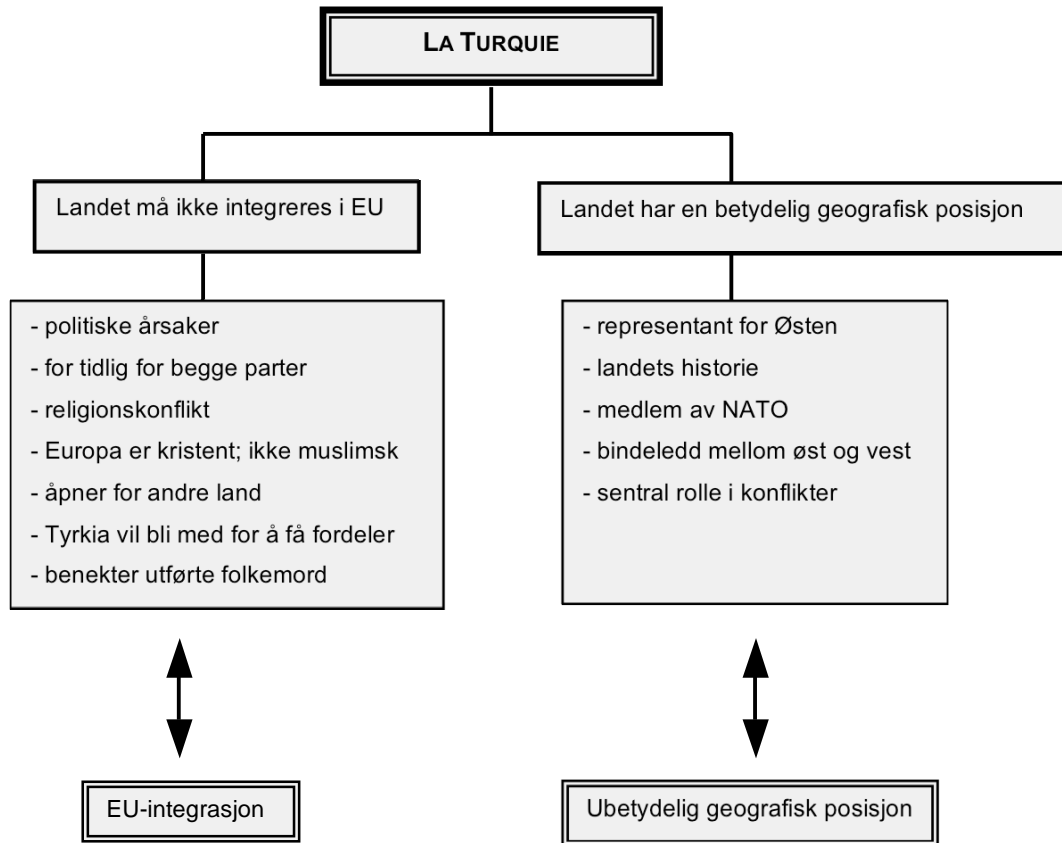 LA TURQUIE
Landet må ikke integreres i EU
Landet har en betydelig geografisk posisjon
- politiske årsaker
- for tidlig for begge parter
- religionskonflikt
- Europa er kristent; ikke muslimsk
- åpner for andre land
- Tyrkia vil bli med for å få fordeler
- benekter utførte folkemord
- representant for Østen
- landets historie
- medlem av NATO
- bindeledd mellom øst og vest
- sentral rolle i konflikter
EU-integrasjon
Ubetydelig geografisk posisjon